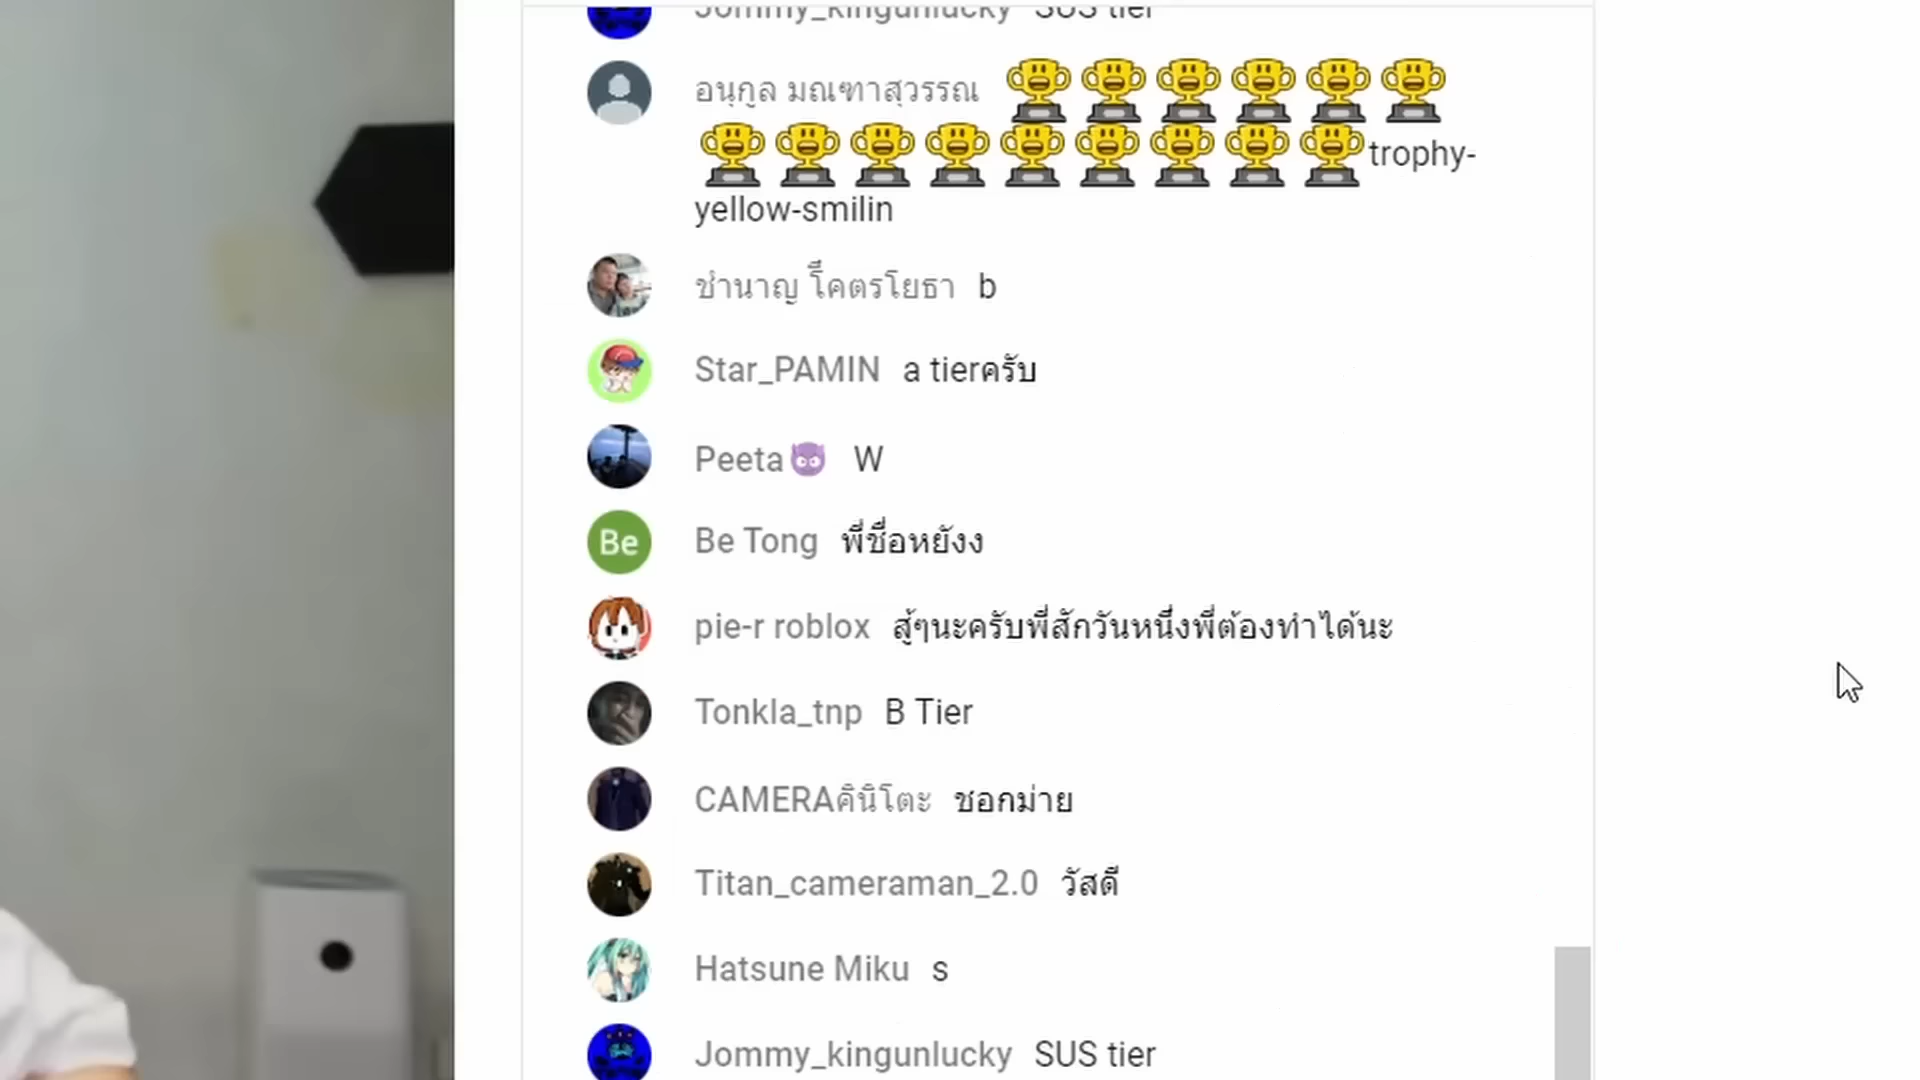 Jommy_kingunlucky SUS tier
อนุกูล มณฑาสุวรรณ
trophy-
yellow-smilin
ชำนาญ โคตรโยธา b
Star_PAMIN a tierครับ
Peeta W
Be Be Tong พี่ชื่อหยังง
pie-r roblox สู้ๆนะครับพี่สักวันหนึ่งพี่ต้องทำได้นะ
Tonkla_tnp B Tier
CAMERAคินิโตะ ชอกม่าย
Titan_cameraman_2.0 วัสดี
Hatsune Miku s
Jommy_kingunlucky SUS tier